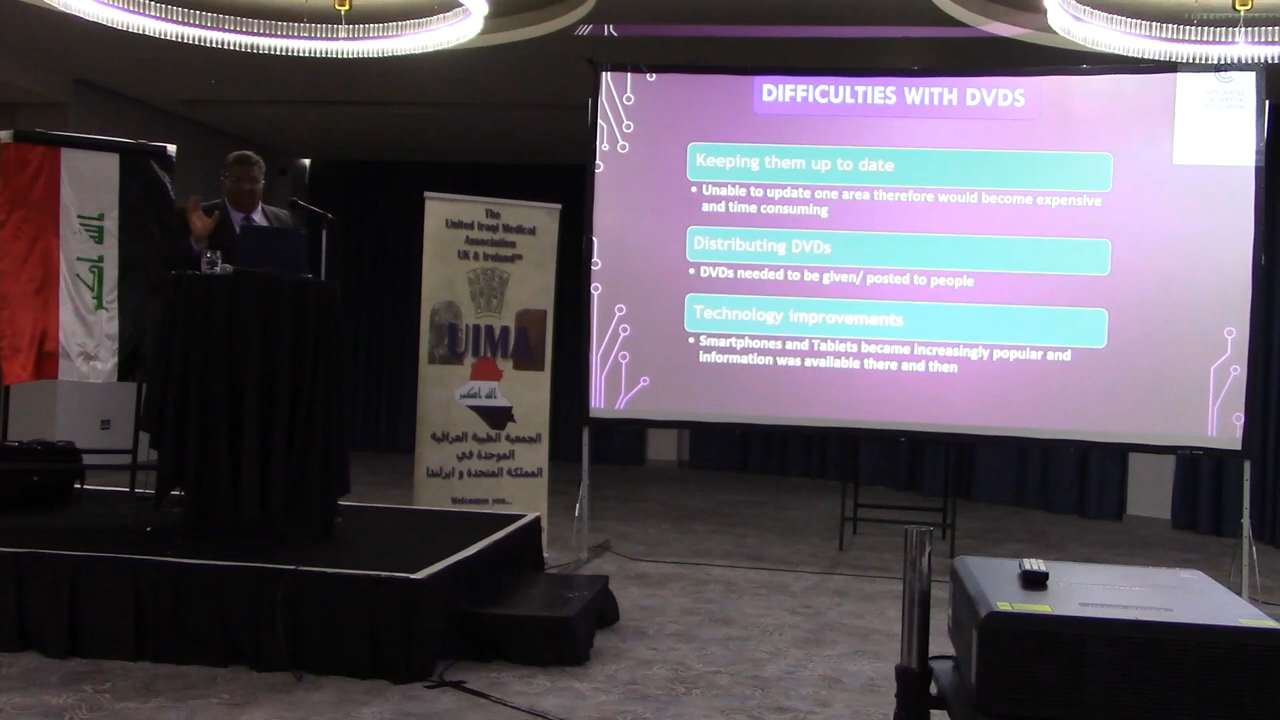 DIFFICULTIES WITH DVDS
Keeping them up to date
• Unable to update one area therefore would become expensive
and time consuming
Distributing DVDs
• DVDs needed to be given/ posted to people
Technology improvements
• Smartphones and Tablets became increasingly popular and
information was available there and then
The
United Iraqi Medical
Association
UK & Ireland
UIMA
الله اكبر
الجمعية الطبية العراقية
الموحدة في
المملكة المتحدة و ايرلندا
Welcomes you...
الله اكبر